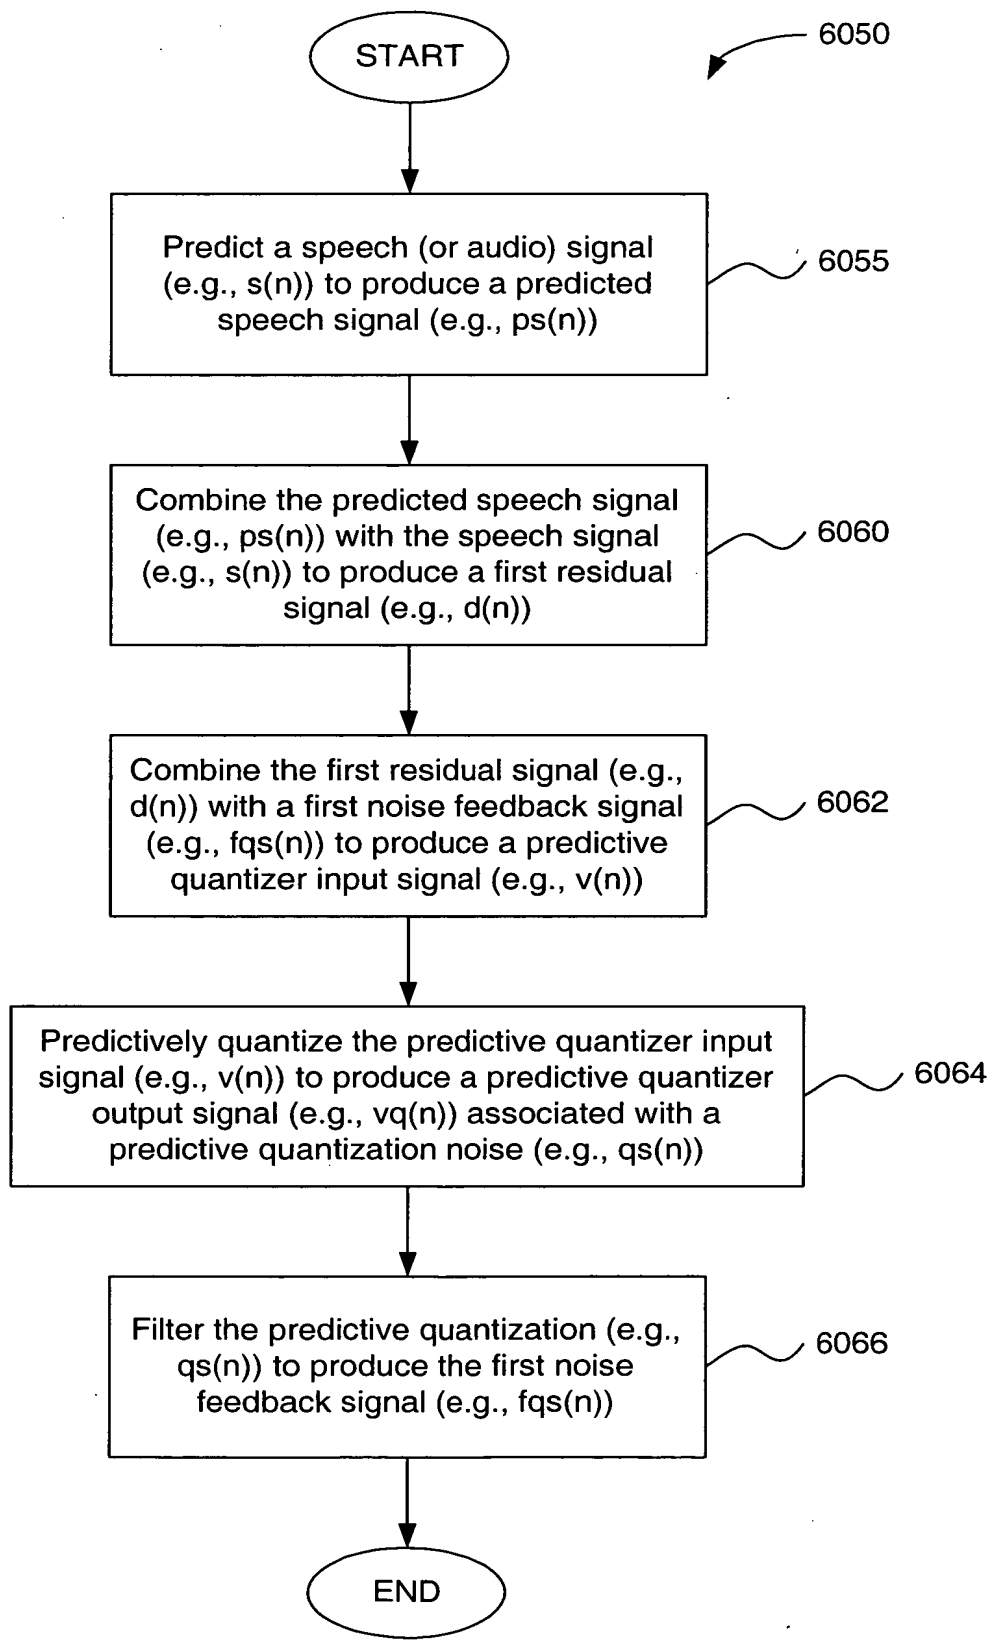 START
6050
Predict a speech (or audio) signal
(e.g., s(n)) to produce a predicted
speech signal (e.g., ps(n))
6055
Combine the predicted speech signal
(e.g., ps(n)) with the speech signal
(e.g., s(n)) to produce a first residual
signal (e.g., d(n))
6060
Combine the first residual signal (e.g.,
d(n)) with a first noise feedback signal
(e.g., fqs(n)) to produce a predictive
quantizer input signal (e.g., v(n))
6062
Predictively quantize the predictive quantizer input
signal (e.g., v(n)) to produce a predictive quantizer
output signal (e.g., vq(n)) associated with a
predictive quantization noise (e.g., qs(n))
6064
Filter the predictive quantization (e.g.,
qs(n)) to produce the first noise
feedback signal (e.g., fqs(n))
6066
END